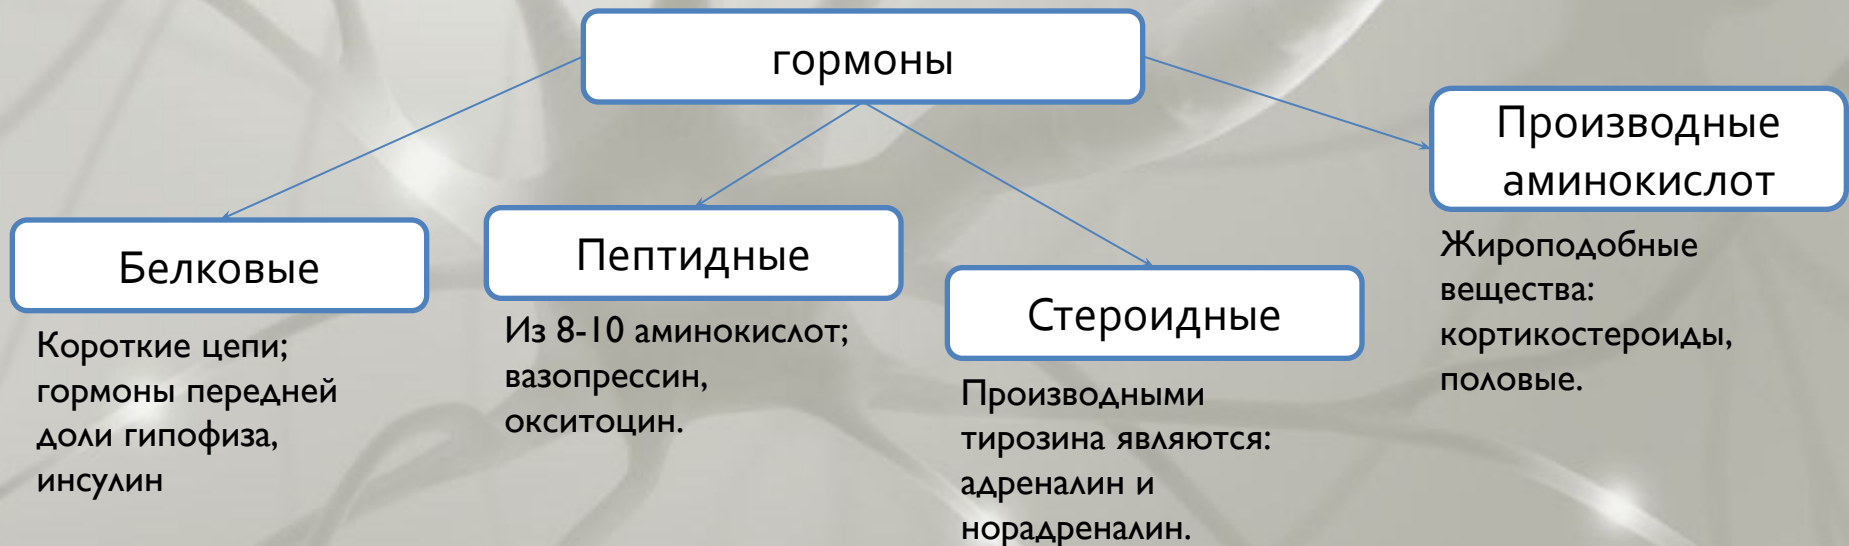 гормоны
Белковые
Короткие цепи;
гормоны передней
доли гипофиза,
инсулин
Пептидные
Из 8-10 аминокислот;
вазопрессин,
окситоцин.
Стероидные
Производными
тирозина являются:
адреналин и
норадреналин.
Производные
аминокислот
Жироподобные
вещества:
кортикостероиды,
половые.